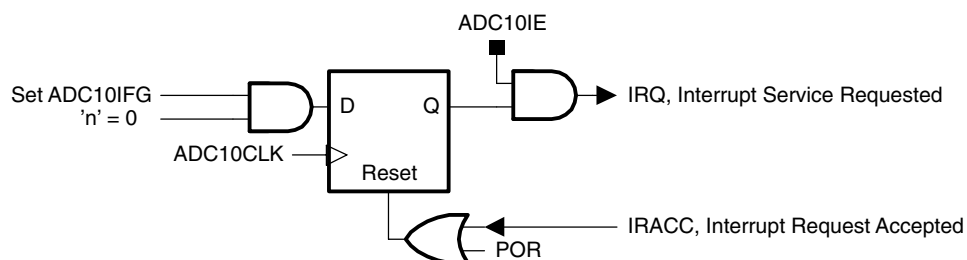 ADC10IE
Set ADC10IFG
'n' = 0
D
Q
IRQ, Interrupt Service Requested
ADC10CLK
Reset
IRACC, Interrupt Request Accepted
POR